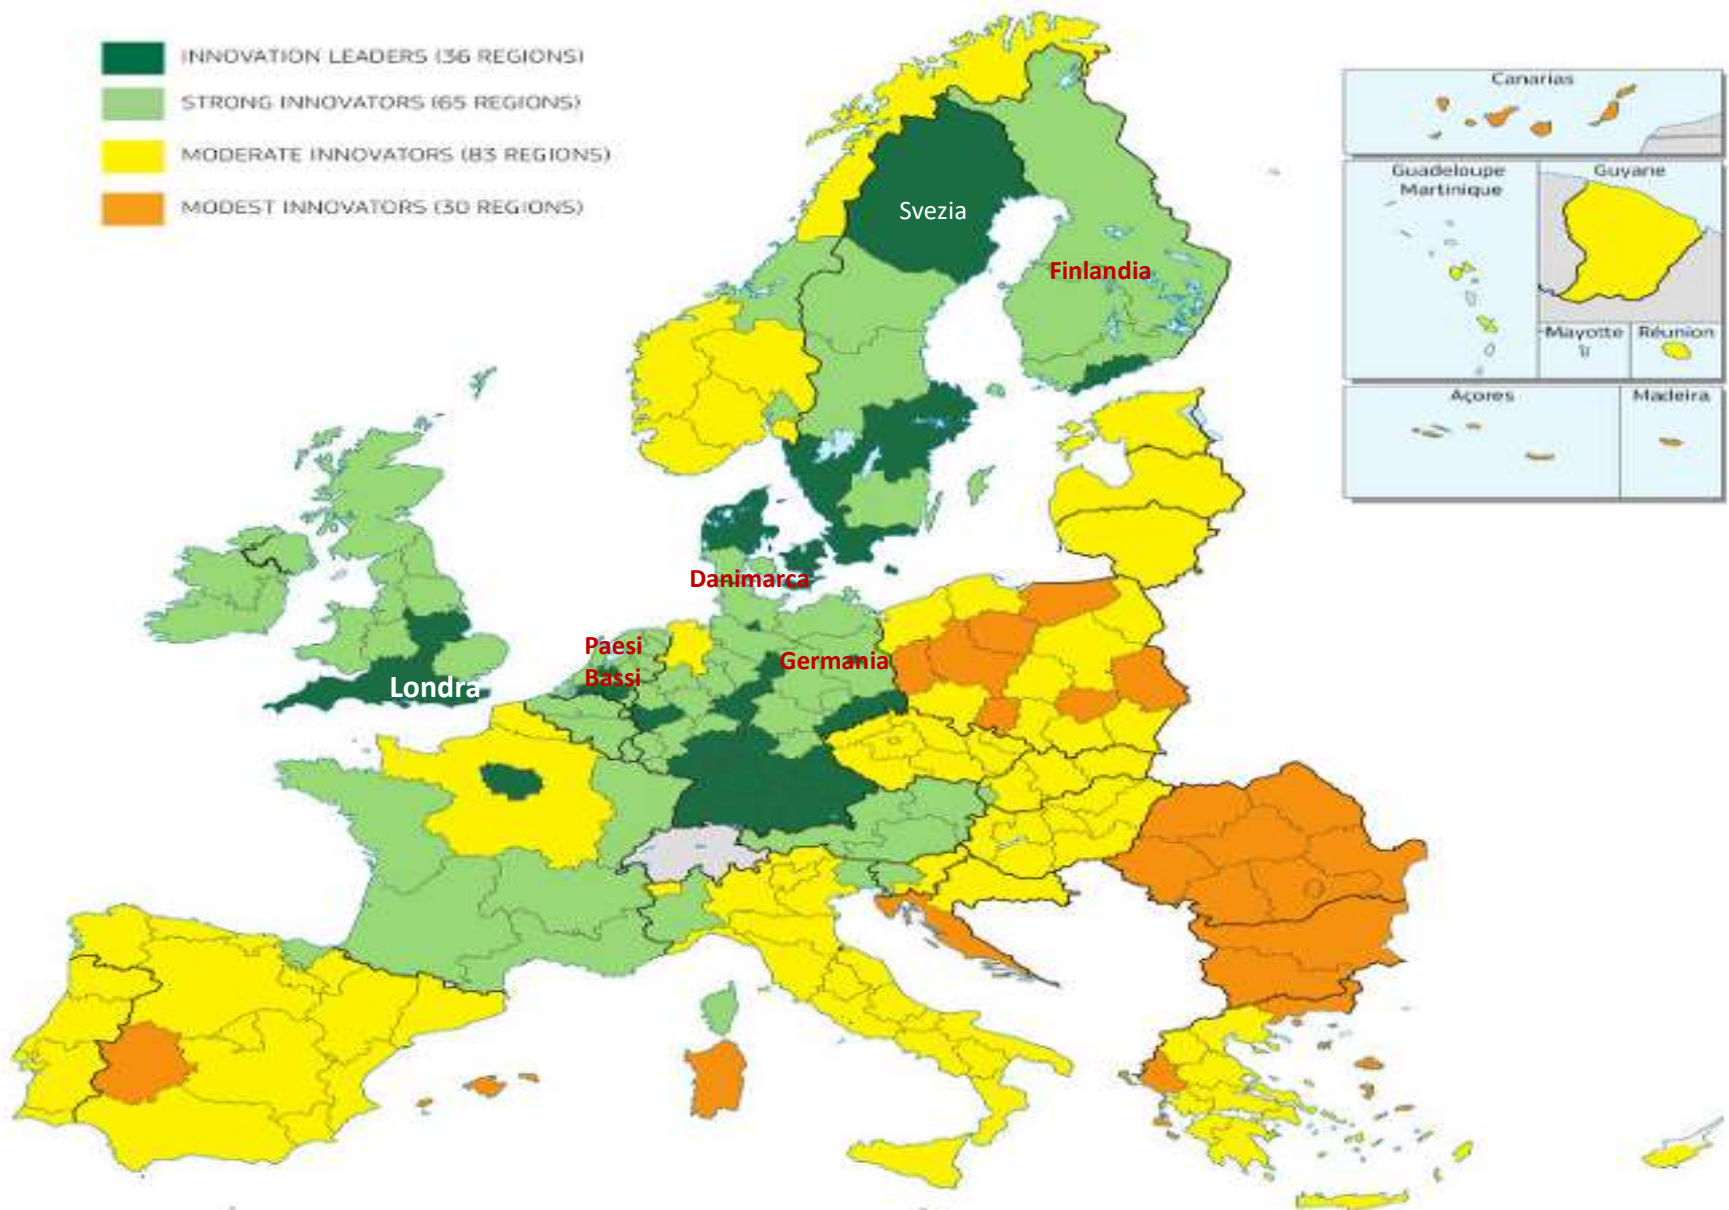 INNOVATION LEADERS (36 REGIONS)
STRONG INNOVATORS (65 REGIONS)
MODERATE INNOVATORS (83 REGIONS)
MODEST INNOVATORS (30 REGIONS)
Canarias
Guadeloupe
Martinique
Guyane
Mayotte
Réunion
Açores
Madeira
Svezia
Finlandia
Danimarca
Paesi
Bassi
Germania
Londra